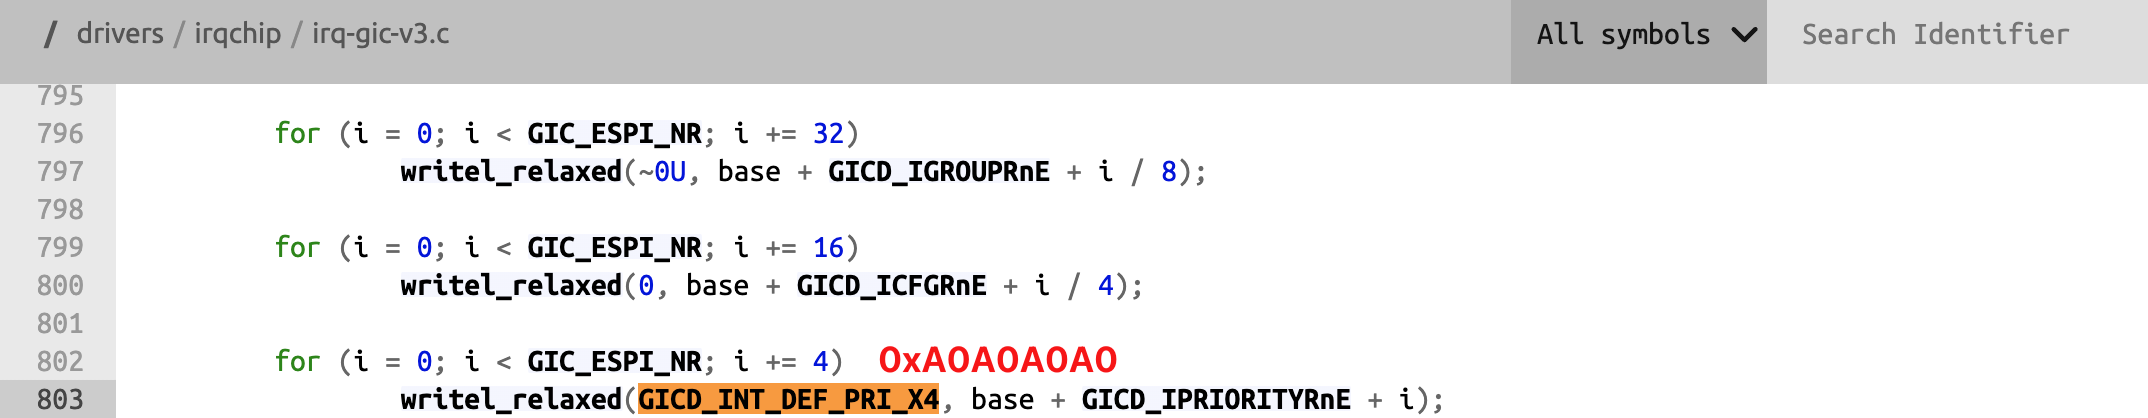 / drivers / irqchip / irq-gic-v3.c All symbols Search Identifier
795
796 for (i = 0; i < GIC_ESPI_NR; i += 32)
797 writel_relaxed(~0U, base + GICD_IGROUPRnE + i / 8);
798
799 for (i = 0; i < GIC_ESPI_NR; i += 16)
800 writel_relaxed(0, base + GICD_ICFGRnE + i / 4);
801
802 for (i = 0; i < GIC_ESPI_NR; i += 4) 0xA0A0A0A0
803 writel_relaxed(GICD_INT_DEF_PRI_X4, base + GICD_IPRIORITYRnE + i);